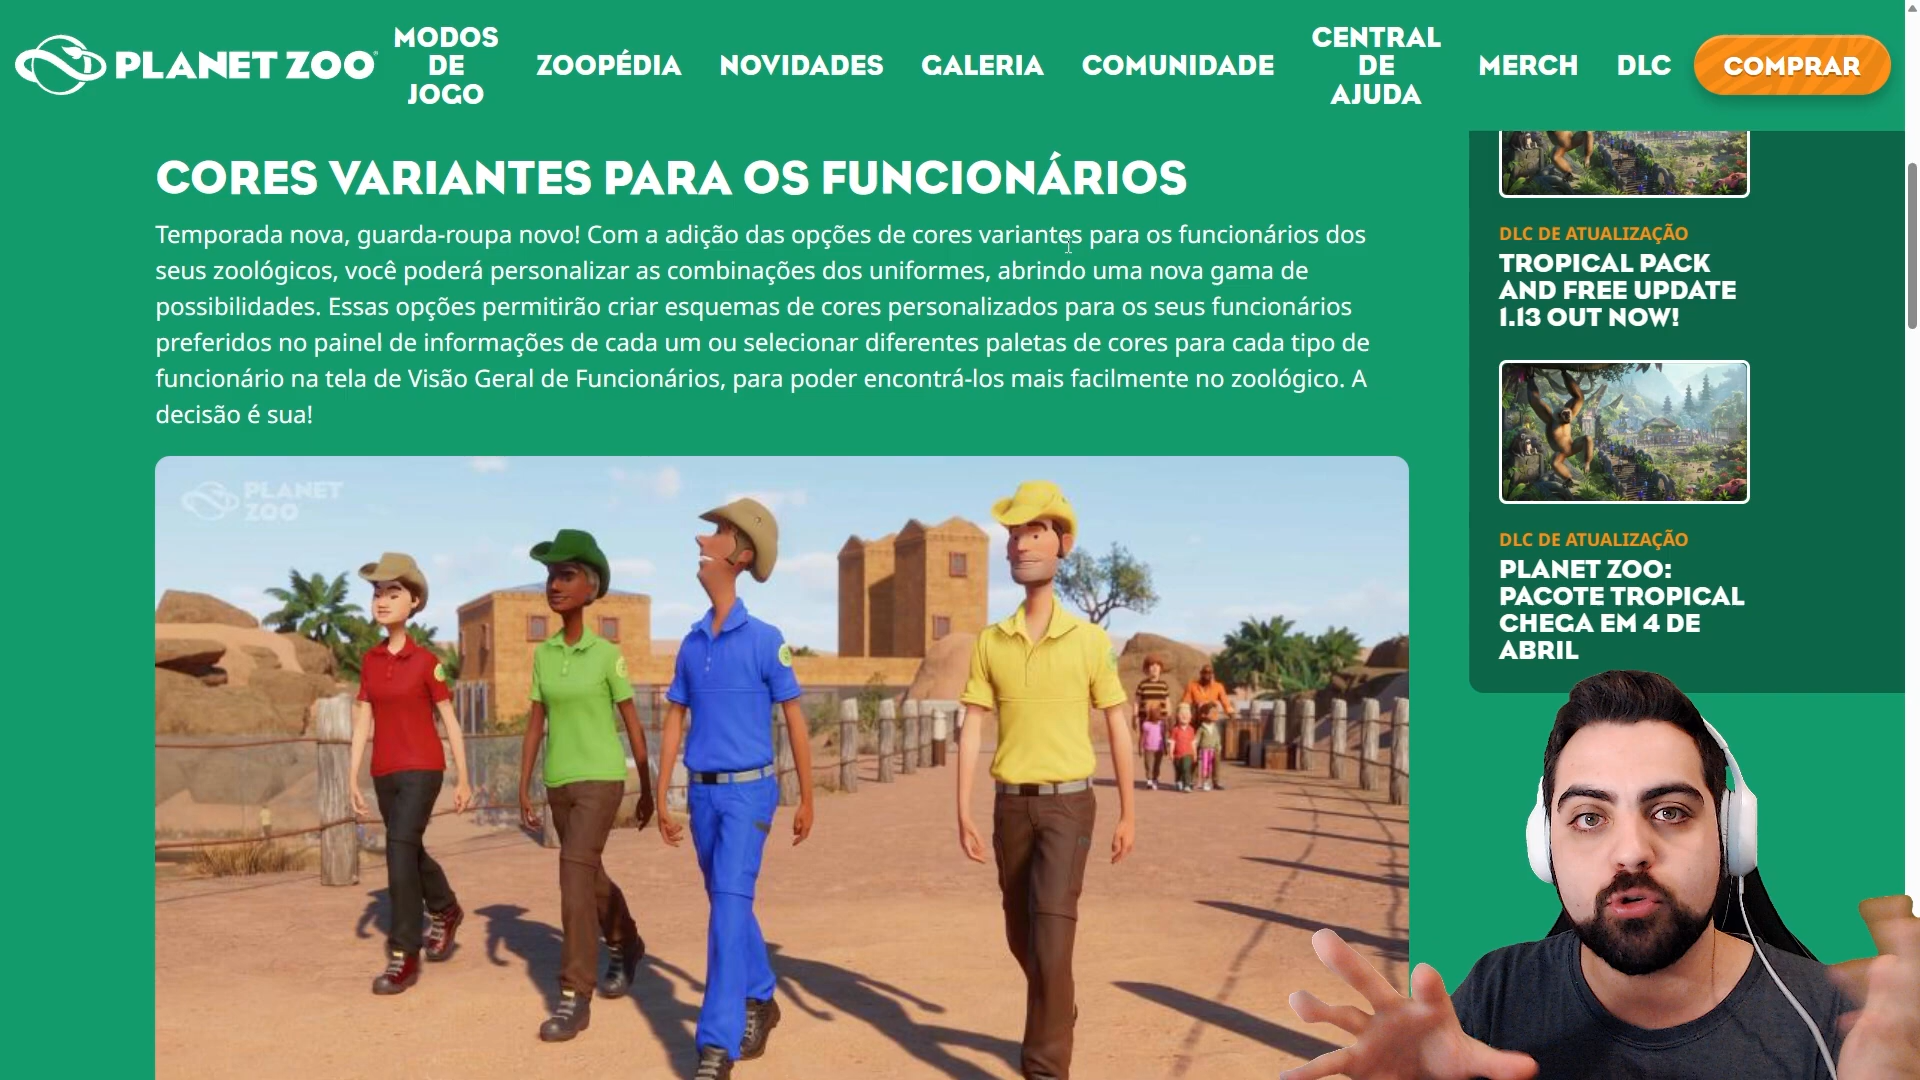 PLANET ZOO
MODOS
DE
JOGO
ZOOPÉDIA
NOVIDADES
GALERIA
COMUNIDADE
CENTRAL
DE
AJUDA
MERCH
DLC
COMPRAR
CORES VARIANTES PARA OS FUNCIONÁRIOS
Temporada nova, guarda-roupa novo! Com a adição das opções de cores variantes para os funcionários dos
seus zoológicos, você poderá personalizar as combinações dos uniformes, abrindo uma nova gama de
possibilidades. Essas opções permitirão criar esquemas de cores personalizados para os seus funcionários
preferidos no painel de informações de cada um ou selecionar diferentes paletas de cores para cada tipo de
funcionário na tela de Visão Geral de Funcionários, para poder encontrá-los mais facilmente no zoológico. A
decisão é sua!
PLANET
ZOO
DLC DE ATUALIZAÇÃO
TROPICAL PACK
AND FREE UPDATE
1.13 OUT NOW!
DLC DE ATUALIZAÇÃO
PLANET ZOO:
PACOTE TROPICAL
CHEGA EM 4 DE
ABRIL